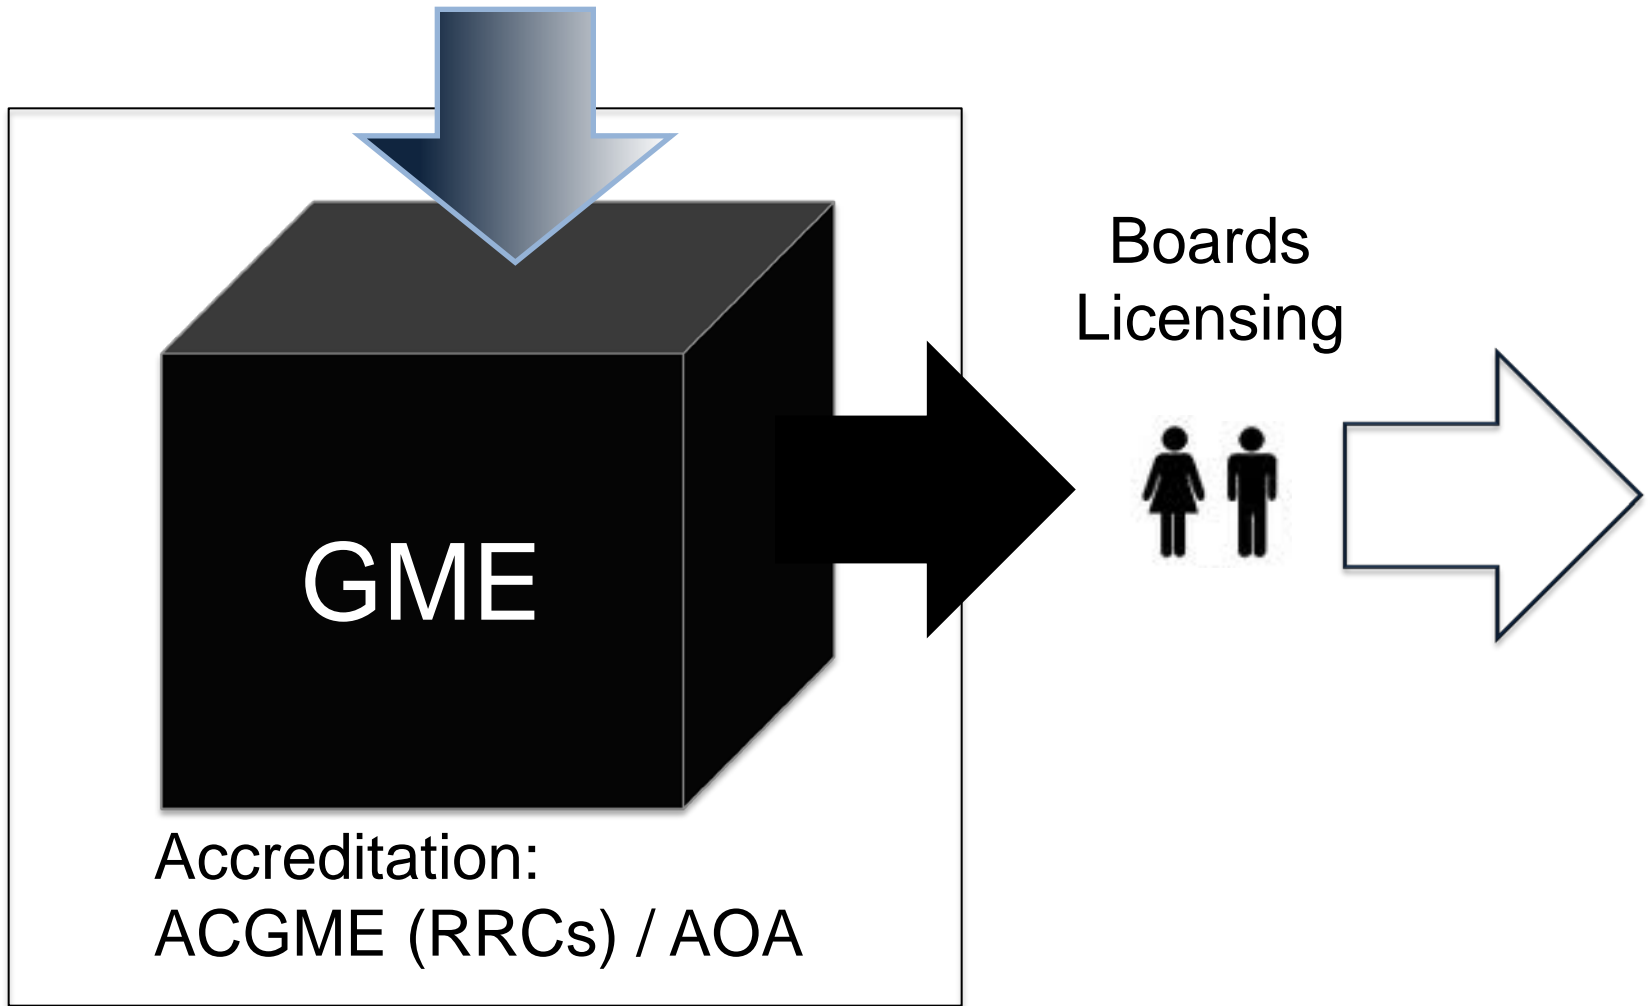 Boards
Licensing
GME
Accreditation:
ACGME (RRCs) / AOA